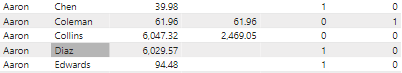 Aaron Chen 39.98 1 0
Aaron Coleman 61.96 61.96 0 1
Aaron Collins 6,047.32 2,469.05 0 0
Aaron Diaz 6,029.57 1 0
Aaron Edwards 94.48 1 0